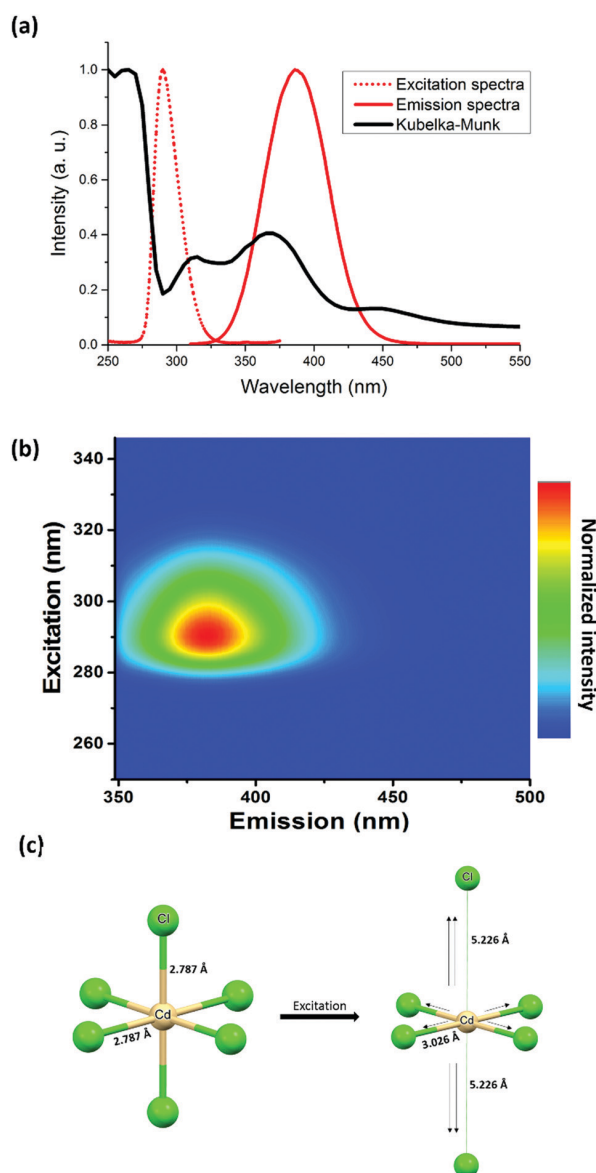 (a)
Excitation spectra
Emission spectra
Kubelka-Munk
Intensity (a. u.)
1.0
0.8
0.6
0.4
0.2
0.0
250 300 350 400 450 500 550
Wavelength (nm)
(b)
Excitation (nm)
340
320
300
280
260
350 400 450 500
Emission (nm)
Normalized intensity
(c)
Cl
2.787 Å
Cd
2.787 Å
Excitation
Cl
5.226 Å
Cd
3.026 Å
5.226 Å